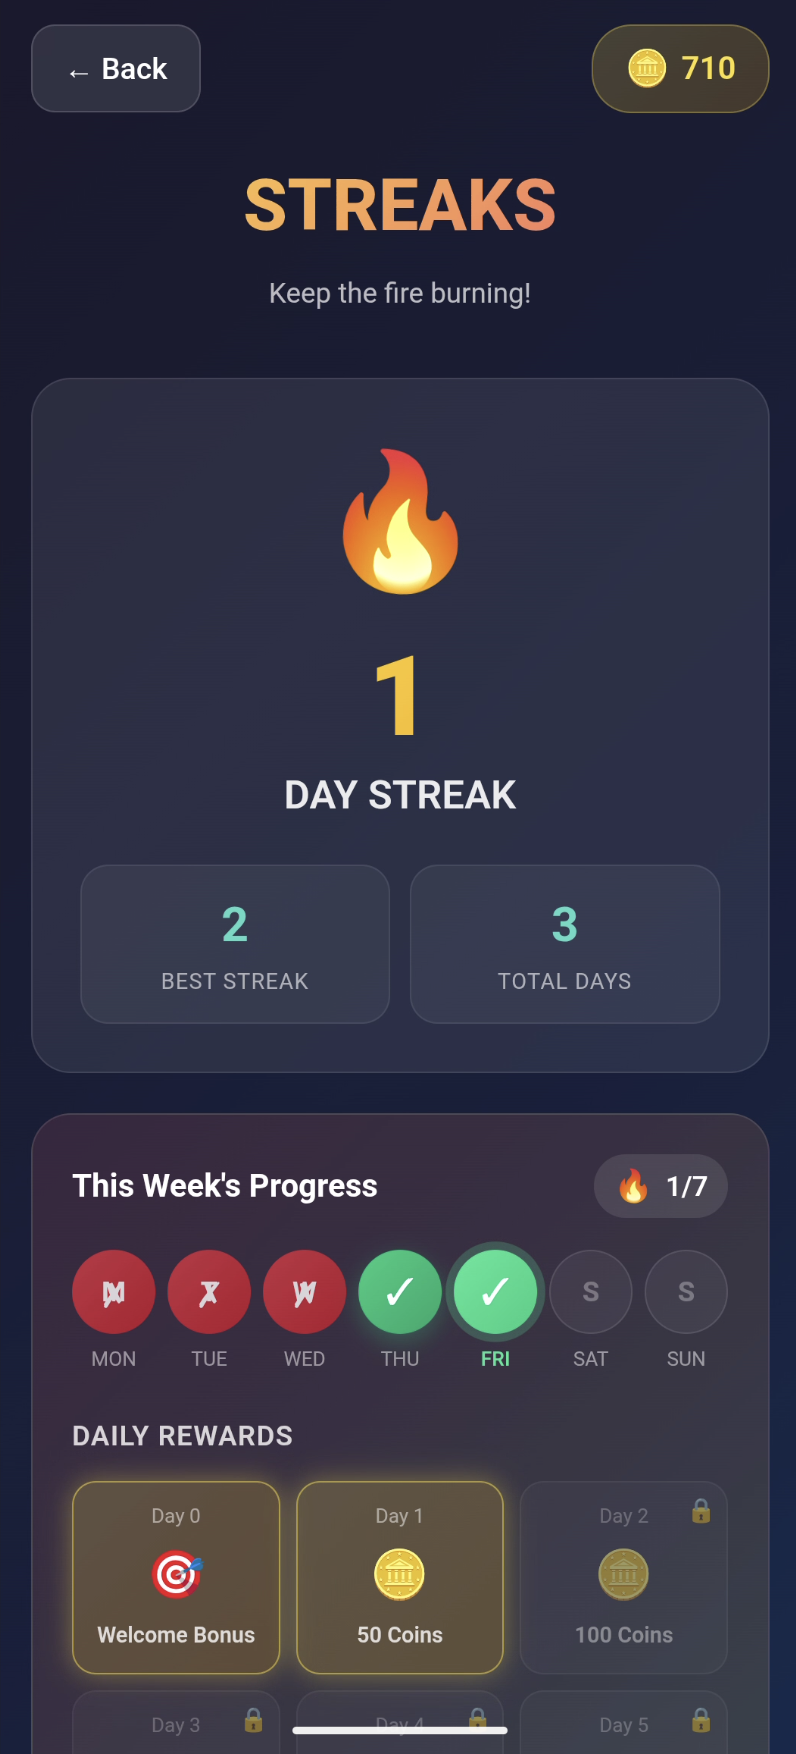 ← Back
710
STREAKS
Keep the fire burning!
1
DAY STREAK
2
BEST STREAK
3
TOTAL DAYS
This Week's Progress
1/7
M T W ✓ ✓ S S
MON TUE WED THU FRI SAT SUN
DAILY REWARDS
Day 0
Welcome Bonus
Day 1
50 Coins
Day 2
100 Coins
Day 3
Day 4
Day 5